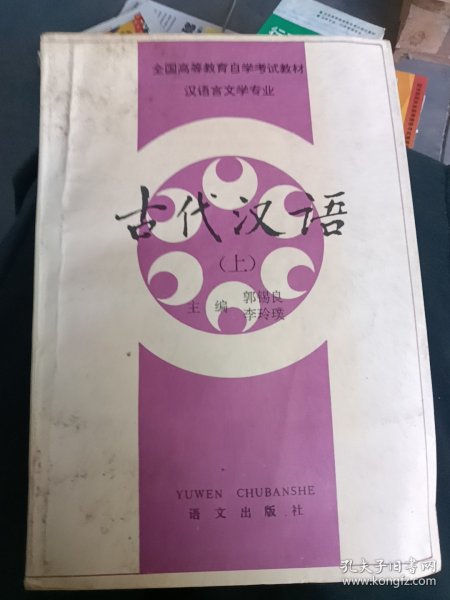 全国高等教育自学考试教材
汉语言文学专业
古代汉语
（上）
主编
郭锡良
李玲璞
YUWEN CHUBANSHE
语文出版社
孔夫子旧书网
www.kongfz.com